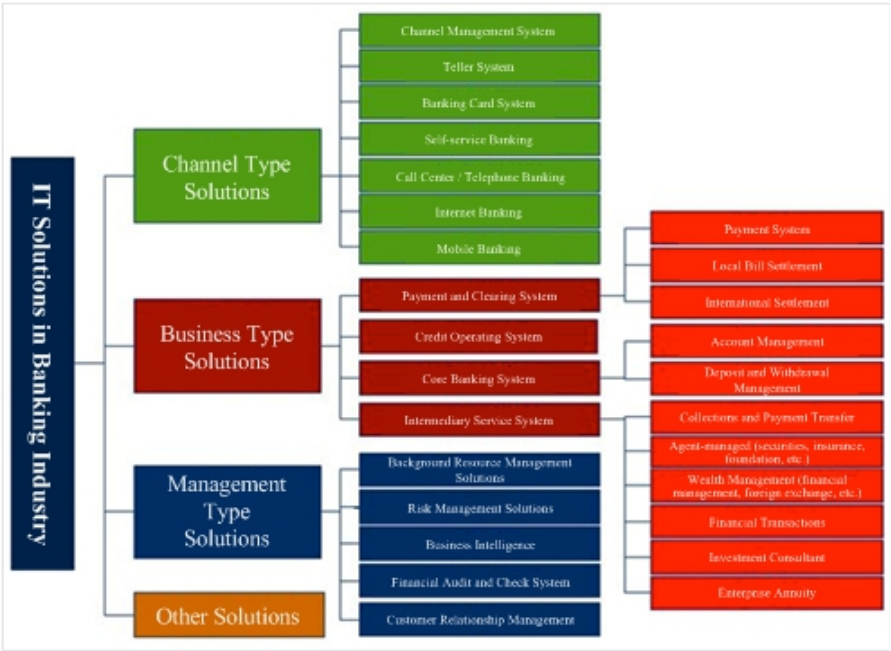 IT Solutions in Banking Industry
Channel Type
Solutions
Channel Management System
Teller System
Banking Card System
Self-service Banking
Call Center / Telephone Banking
Internet Banking
Mobile Banking
Business Type
Solutions
Payment and Clearing System
Payment System
Local Bill Settlement
International Settlement
Credit Operating System
Core Banking System
Account Management
Deposit and Withdrawal
Management
Intermediary Service System
Collections and Payment Transfer
Agent-managed (securities, insurance,
foundation, etc.)
Wealth Management (financial
management, foreign exchange, etc.)
Financial Transactions
Investment Consultant
Enterprise Annuity
Management
Type
Solutions
Background Resource Management
Solutions
Risk Management Solutions
Business Intelligence
Financial Audit and Check System
Customer Relationship Management
Other Solutions